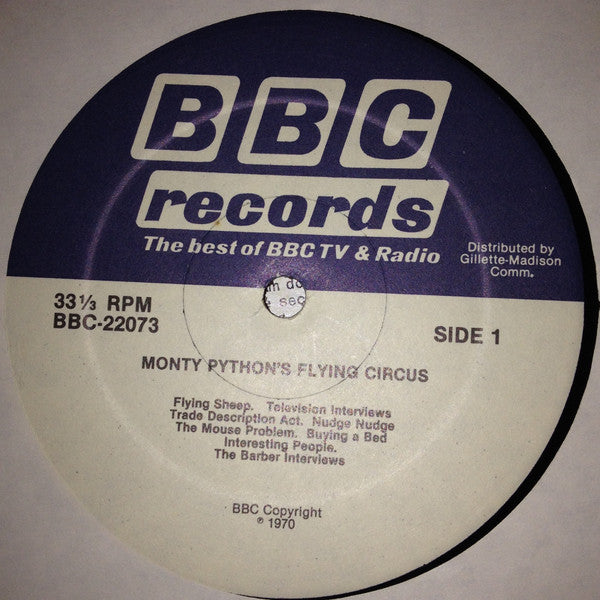 BBC
records
The best of BBC TV & Radio
Distributed by
Gillette-Madison
Comm.
33⅓ RPM
BBC-22073
SIDE 1
MONTY PYTHON'S FLYING CIRCUS
Flying Sheep. Television Interviews
Trade Description Act. Nudge Nudge
The Mouse Problem. Buying a Bed
Interesting People.
The Barber Interviews
BBC Copyright
℗ 1970